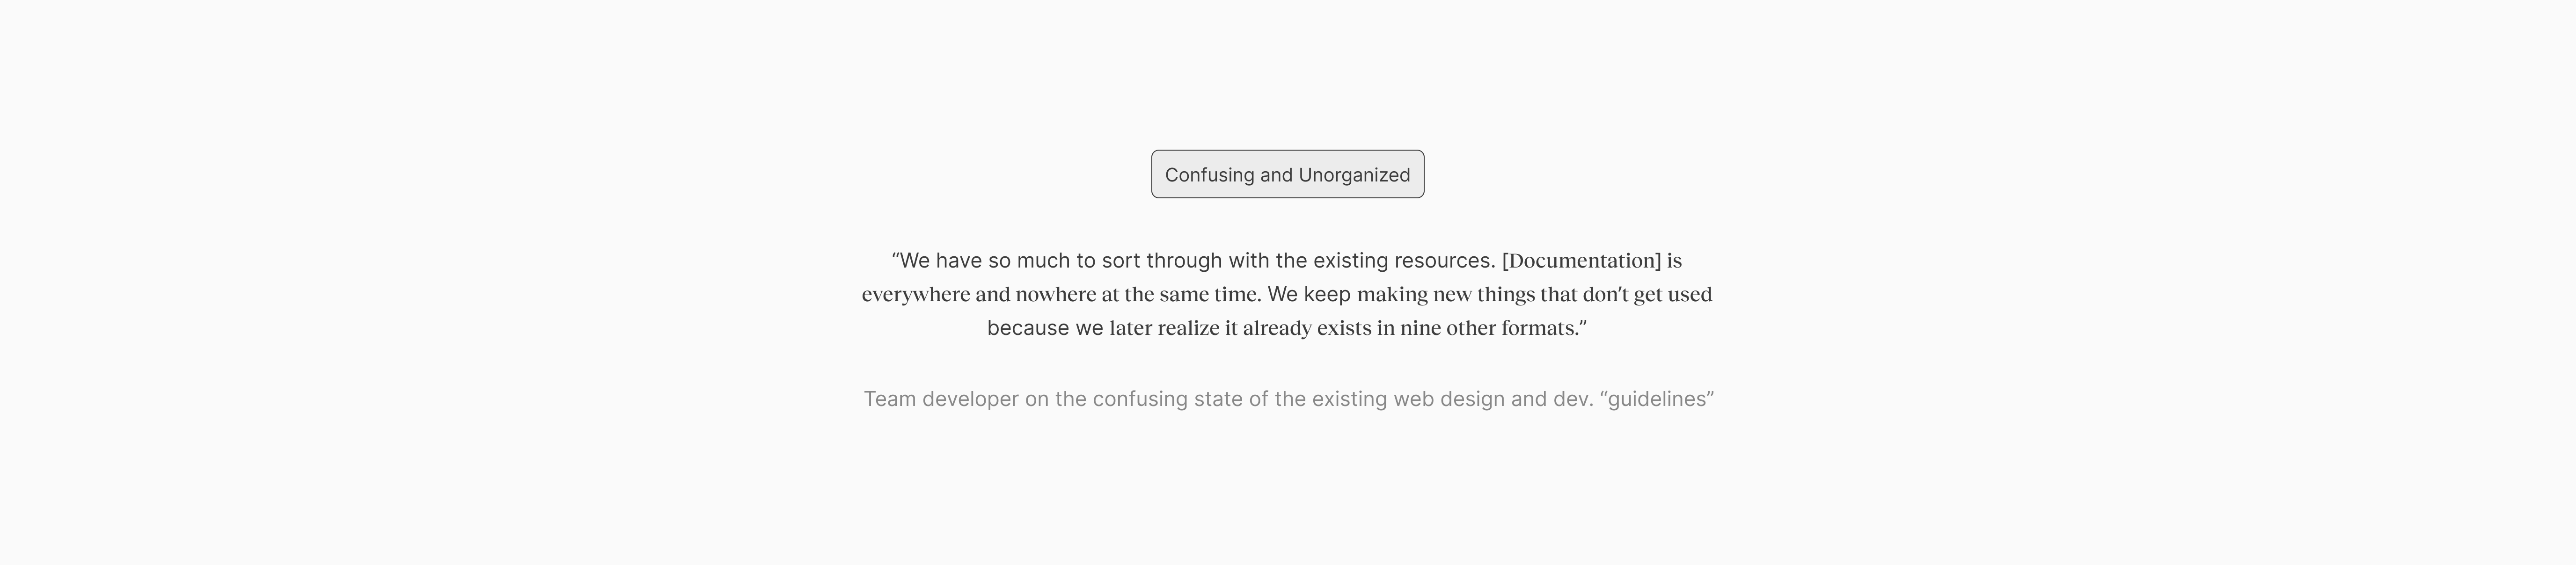 Confusing and Unorganized
“We have so much to sort through with the existing resources. [Documentation] is
everywhere and nowhere at the same time. We keep making new things that don’t get used
because we later realize it already exists in nine other formats.”
Team developer on the confusing state of the existing web design and dev. “guidelines”